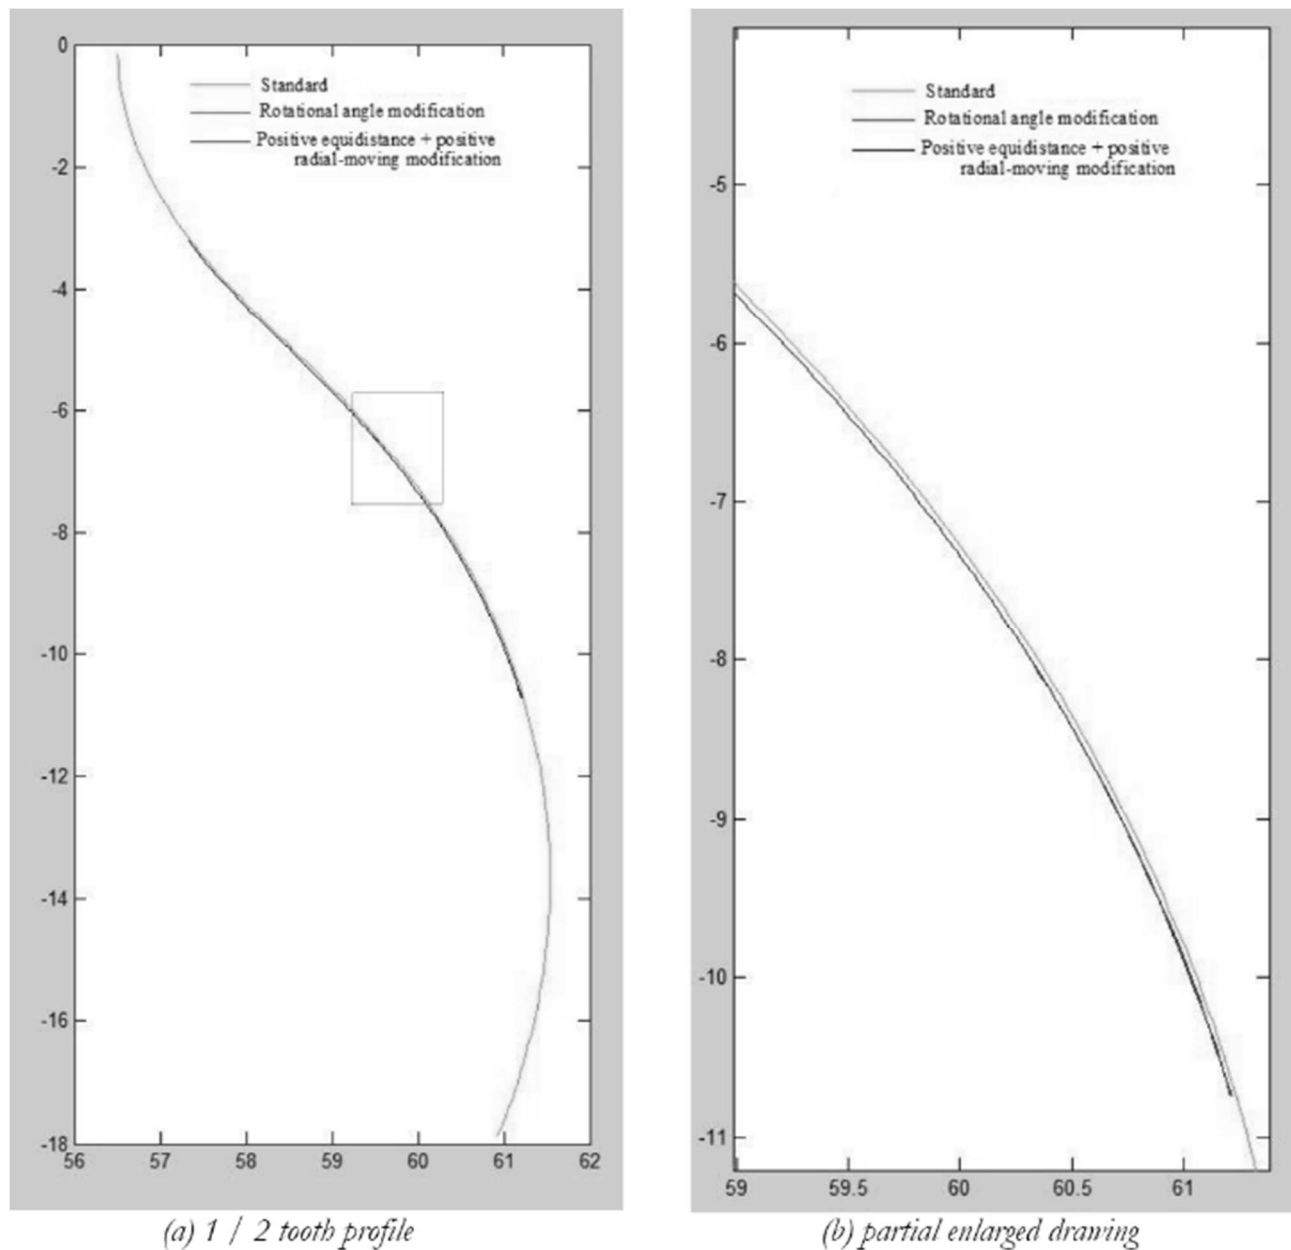 0
-2
-4
-6
-8
-10
-12
-14
-16
-18
56 57 58 59 60 61 62
Standard
Rotational angle modification
Positive equidistance + positive
radial-moving modification
(a) 1 / 2 tooth profile
-5
-6
-7
-8
-9
-10
-11
59 59.5 60 60.5 61
Standard
Rotational angle modification
Positive equidistance + positive
radial-moving modification
(b) partial enlarged drawing